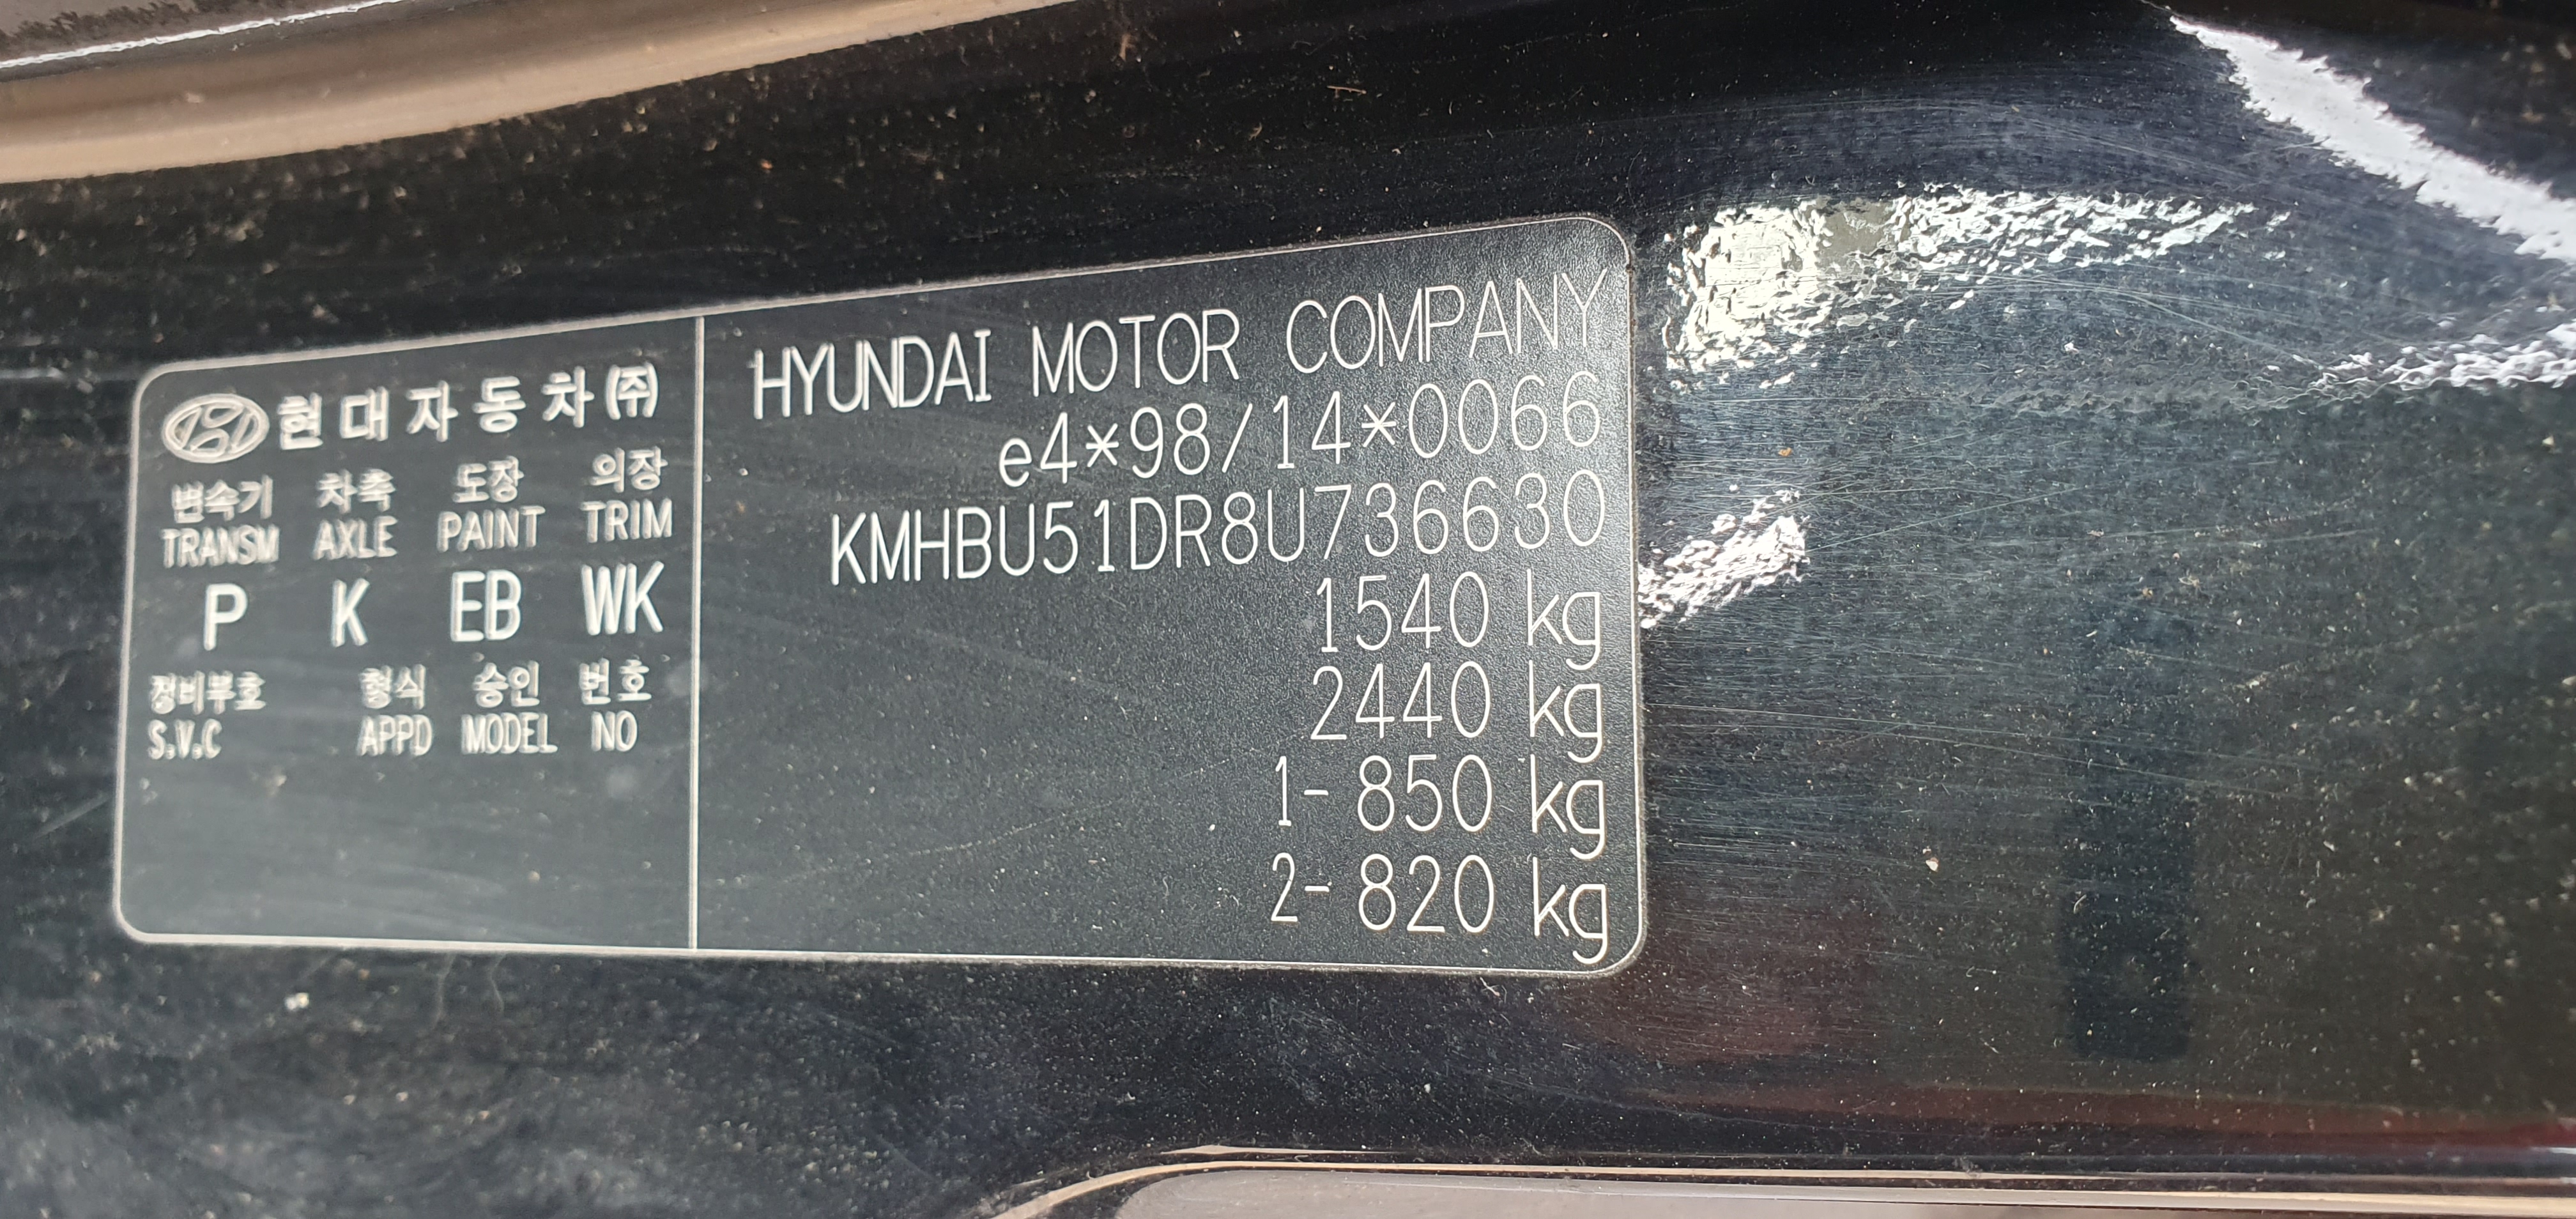 현대자동차(주)
변속기 차축 도장 의장
TRANSM AXLE PAINT TRIM
P K EB WK
정비부호 형식 승인 번호
S.V.C APPD MODEL NO
HYUNDAI MOTOR COMPANY
e4*98/14*0066
KMHBU51DR8U736630
1540 kg
2440 kg
1- 850 kg
2- 820 kg